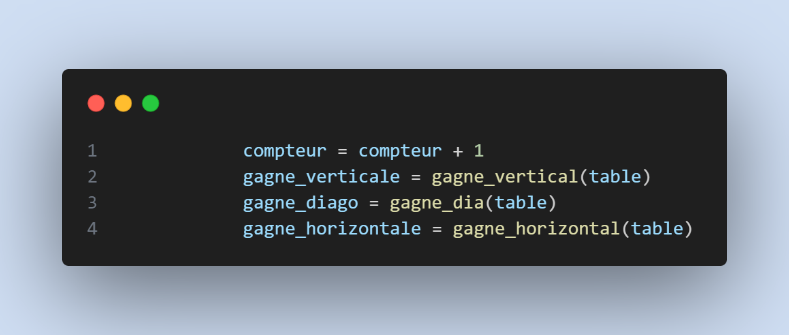 1 compteur = compteur + 1
2 gagne_verticale = gagne_vertical(table)
3 gagne_diago = gagne_dia(table)
4 gagne_horizontale = gagne_horizontal(table)